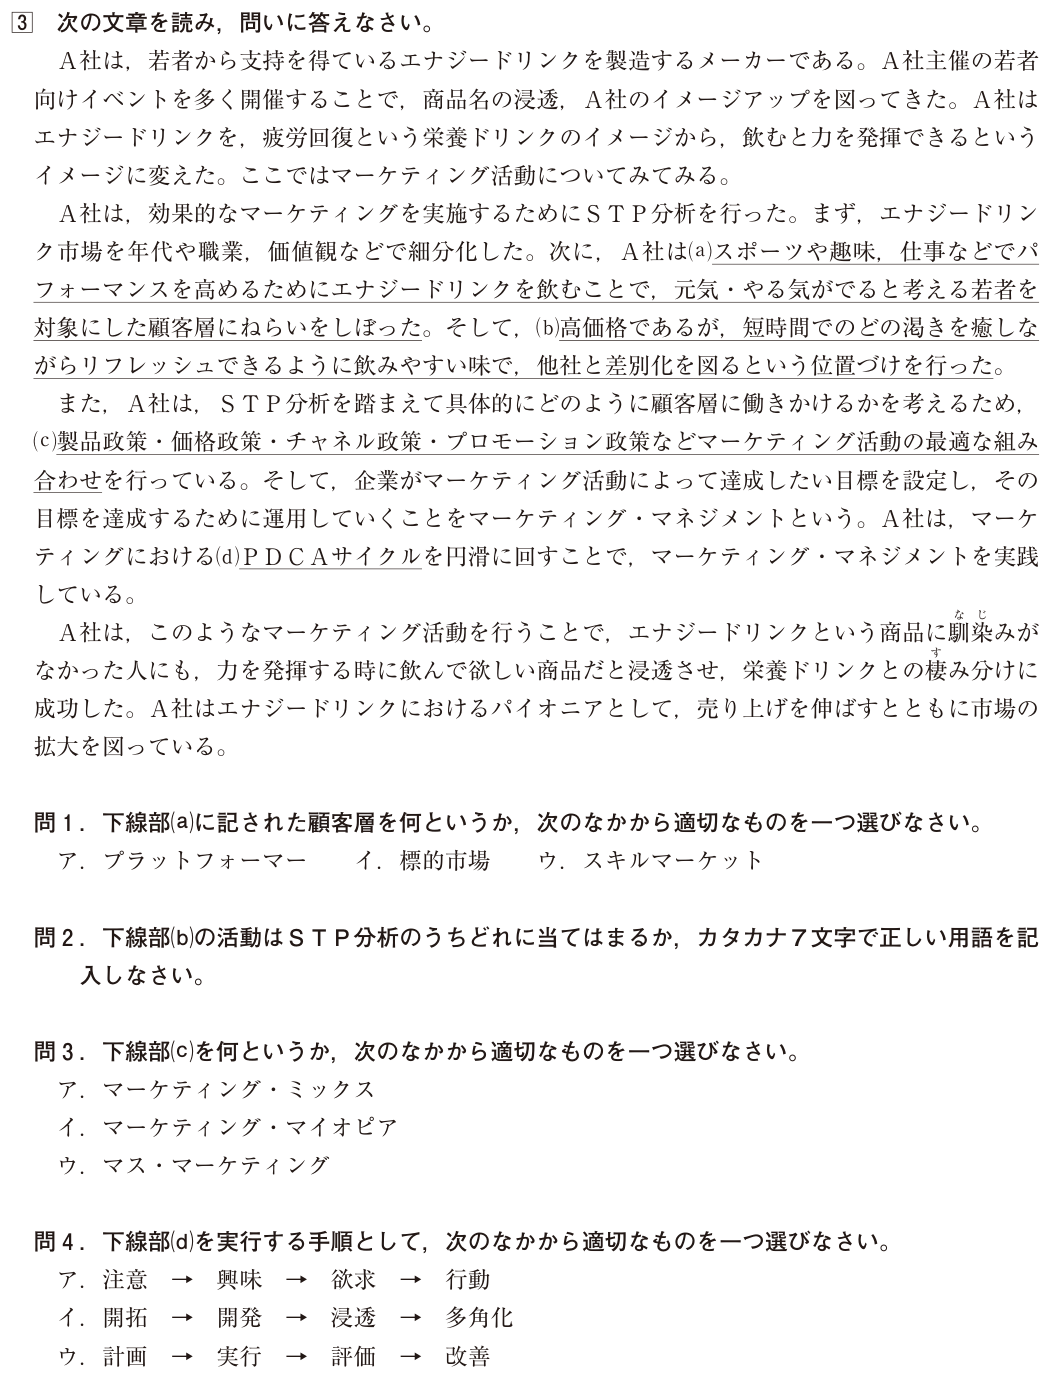 3 次の文章を読み，問いに答えなさい。
Ａ社は，若者から支持を得ているエナジードリンクを製造するメーカーである。Ａ社主催の若者
向けイベントを多く開催することで，商品名の浸透，Ａ社のイメージアップを図ってきた。Ａ社は
エナジードリンクを，疲労回復という栄養ドリンクのイメージから，飲むと力を発揮できるという
イメージに変えた。ここではマーケティング活動についてみてみる。
Ａ社は，効果的なマーケティングを実施するためにＳＴＰ分析を行った。まず，エナジードリン
ク市場を年代や職業，価値観などで細分化した。次に，Ａ社は(a)スポーツや趣味，仕事などでパ
フォーマンスを高めるためにエナジードリンクを飲むことで，元気・やる気がでると考える若者を
対象にした顧客層にねらいをしぼった。そして，(b)高価格であるが，短時間でのどの渇きを癒しな
がらリフレッシュできるように飲みやすい味で，他社と差別化を図るという位置づけを行った。
また，Ａ社は，ＳＴＰ分析を踏まえて具体的にどのように顧客層に働きかけるかを考えるため，
(c)製品政策・価格政策・チャネル政策・プロモーション政策などマーケティング活動の最適な組み
合わせを行っている。そして，企業がマーケティング活動によって達成したい目標を設定し，その
目標を達成するために運用していくことをマーケティング・マネジメントという。Ａ社は，マーケ
ティングにおける(d)ＰＤＣＡサイクルを円滑に回すことで，マーケティング・マネジメントを実践
している。
Ａ社は，このようなマーケティング活動を行うことで，エナジードリンクという商品に馴染（なじ）みが
なかった人にも，力を発揮する時に飲んで欲しい商品だと浸透させ，栄養ドリンクとの棲（す）み分けに
成功した。Ａ社はエナジードリンクにおけるパイオニアとして，売り上げを伸ばすとともに市場の
拡大を図っている。
問１．下線部(a)に記された顧客層を何というか，次のなかから適切なものを一つ選びなさい。
ア．プラットフォーマー　　イ．標的市場　　ウ．スキルマーケット
問２．下線部(b)の活動はＳＴＰ分析のうちどれに当てはまるか，カタカナ７文字で正しい用語を記
入しなさい。
問３．下線部(c)を何というか，次のなかから適切なものを一つ選びなさい。
ア．マーケティング・ミックス
イ．マーケティング・マイオピア
ウ．マス・マーケティング
問４．下線部(d)を実行する手順として，次のなかから適切なものを一つ選びなさい。
ア．注意　→　興味　→　欲求　→　行動
イ．開拓　→　開発　→　浸透　→　多角化
ウ．計画　→　実行　→　評価　→　改善